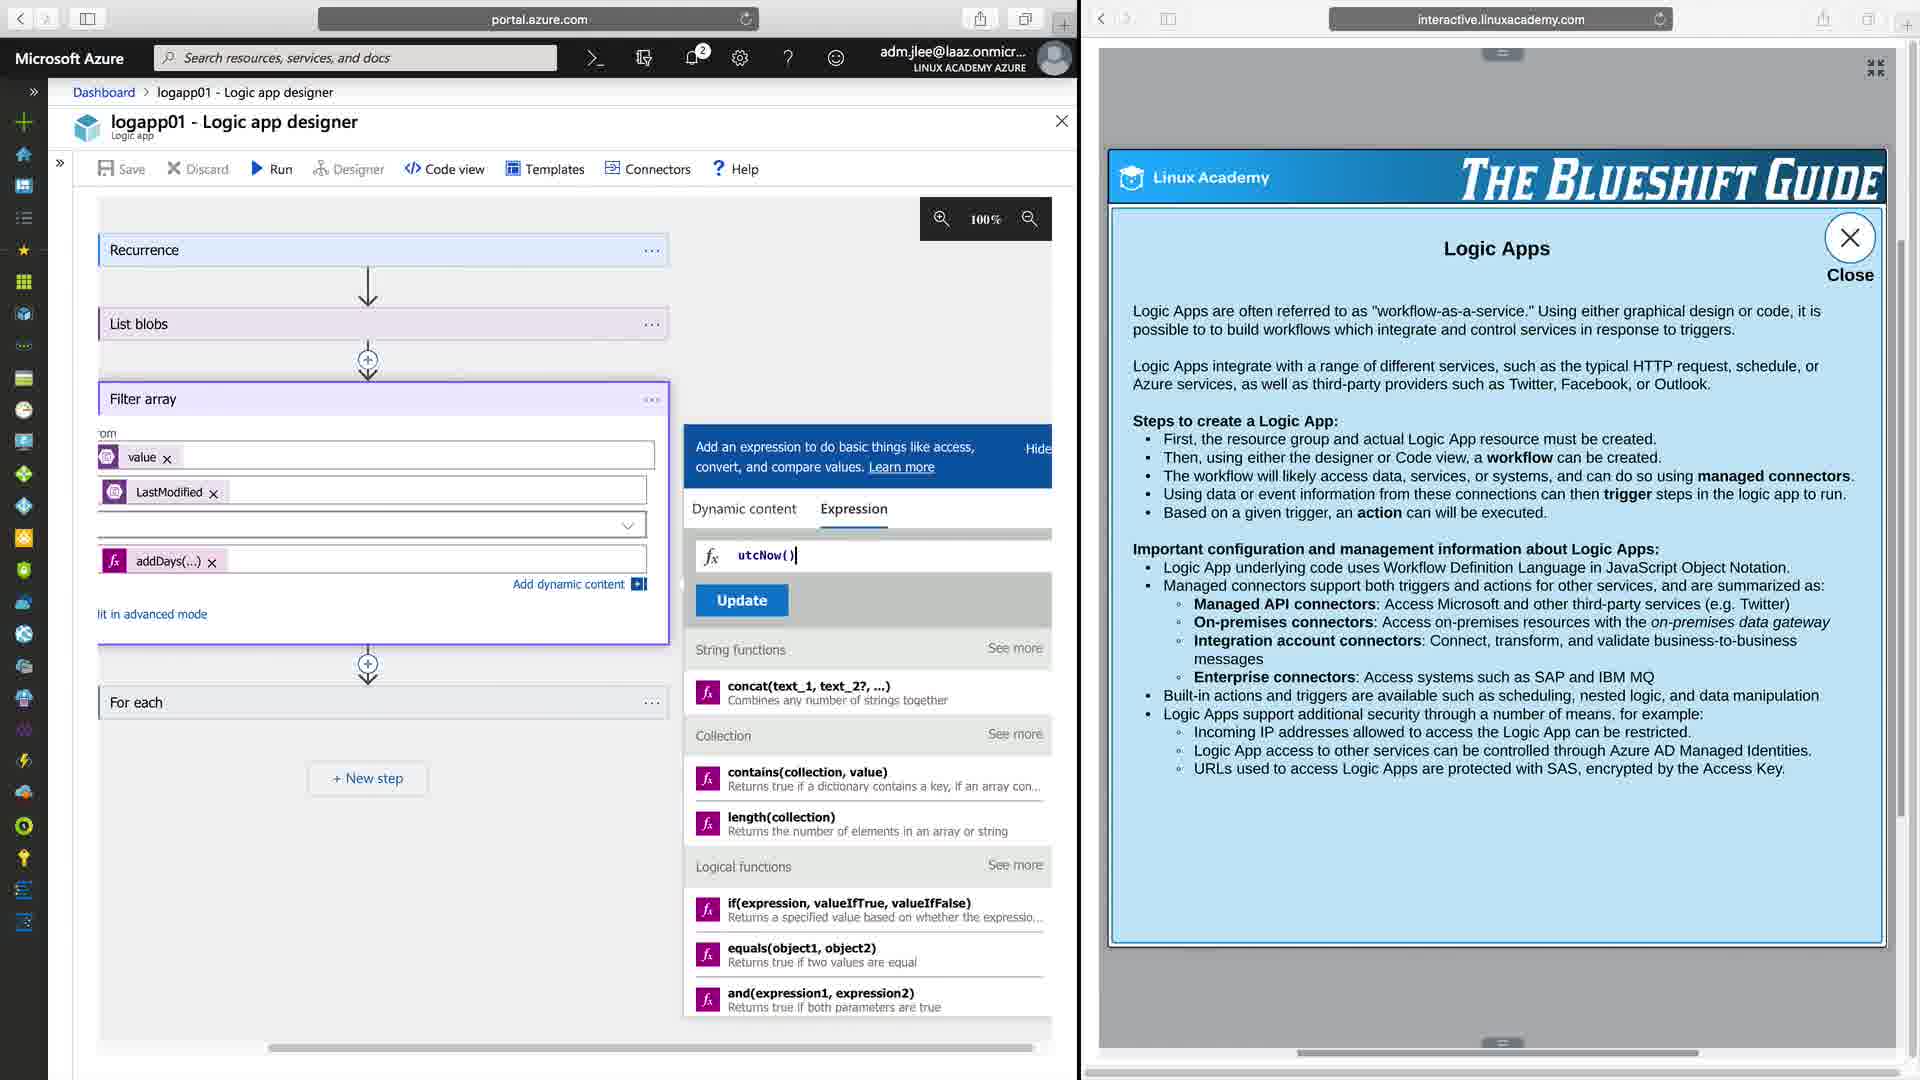 portal.azure.com
Microsoft Azure
Search resources, services, and docs
2
adm.jlee@laaz.onmicr...
LINUX ACADEMY AZURE
Dashboard > logapp01 - Logic app designer
logapp01 - Logic app designer
Logic app
Save
Discard
Run
Designer
Code view
Templates
Connectors
? Help
100%
Recurrence
List blobs
Filter array
om
value
LastModified
fx addDays(...)
Add dynamic content
lit in advanced mode
For each
+ New step
Add an expression to do basic things like access,
convert, and compare values. Learn more
Hide
Dynamic content
Expression
fx utcNow()
Update
String functions
See more
fx concat(text_1, text_2?, ...)
Combines any number of strings together
Collection
See more
fx contains(collection, value)
Returns true if a dictionary contains a key, if an array con...
fx length(collection)
Returns the number of elements in an array or string
Logical functions
See more
fx if(expression, valueIfTrue, valueIfFalse)
Returns a specified value based on whether the expressio...
fx equals(object1, object2)
Returns true if two values are equal
fx and(expression1, expression2)
Returns true if both parameters are true
interactive.linuxacademy.com
Linux Academy
THE BLUESHIFT GUIDE
Logic Apps
Close
Logic Apps are often referred to as "workflow-as-a-service." Using either graphical design or code, it is
possible to to build workflows which integrate and control services in response to triggers.
Logic Apps integrate with a range of different services, such as the typical HTTP request, schedule, or
Azure services, as well as third-party providers such as Twitter, Facebook, or Outlook.
Steps to create a Logic App:
• First, the resource group and actual Logic App resource must be created.
• Then, using either the designer or Code view, a workflow can be created.
• The workflow will likely access data, services, or systems, and can do so using managed connectors.
• Using data or event information from these connections can then trigger steps in the logic app to run.
• Based on a given trigger, an action can will be executed.
Important configuration and management information about Logic Apps:
• Logic App underlying code uses Workflow Definition Language in JavaScript Object Notation.
• Managed connectors support both triggers and actions for other services, and are summarized as:
◦ Managed API connectors: Access Microsoft and other third-party services (e.g. Twitter)
◦ On-premises connectors: Access on-premises resources with the on-premises data gateway
◦ Integration account connectors: Connect, transform, and validate business-to-business
messages
◦ Enterprise connectors: Access systems such as SAP and IBM MQ
• Built-in actions and triggers are available such as scheduling, nested logic, and data manipulation
• Logic Apps support additional security through a number of means, for example:
◦ Incoming IP addresses allowed to access the Logic App can be restricted.
◦ Logic App access to other services can be controlled through Azure AD Managed Identities.
◦ URLs used to access Logic Apps are protected with SAS, encrypted by the Access Key.